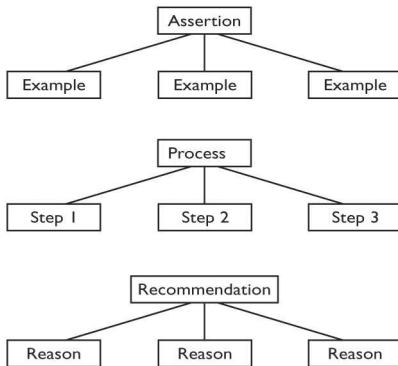 Assertion
Example Example Example
Process
Step 1 Step 2 Step 3
Recommendation
Reason Reason Reason